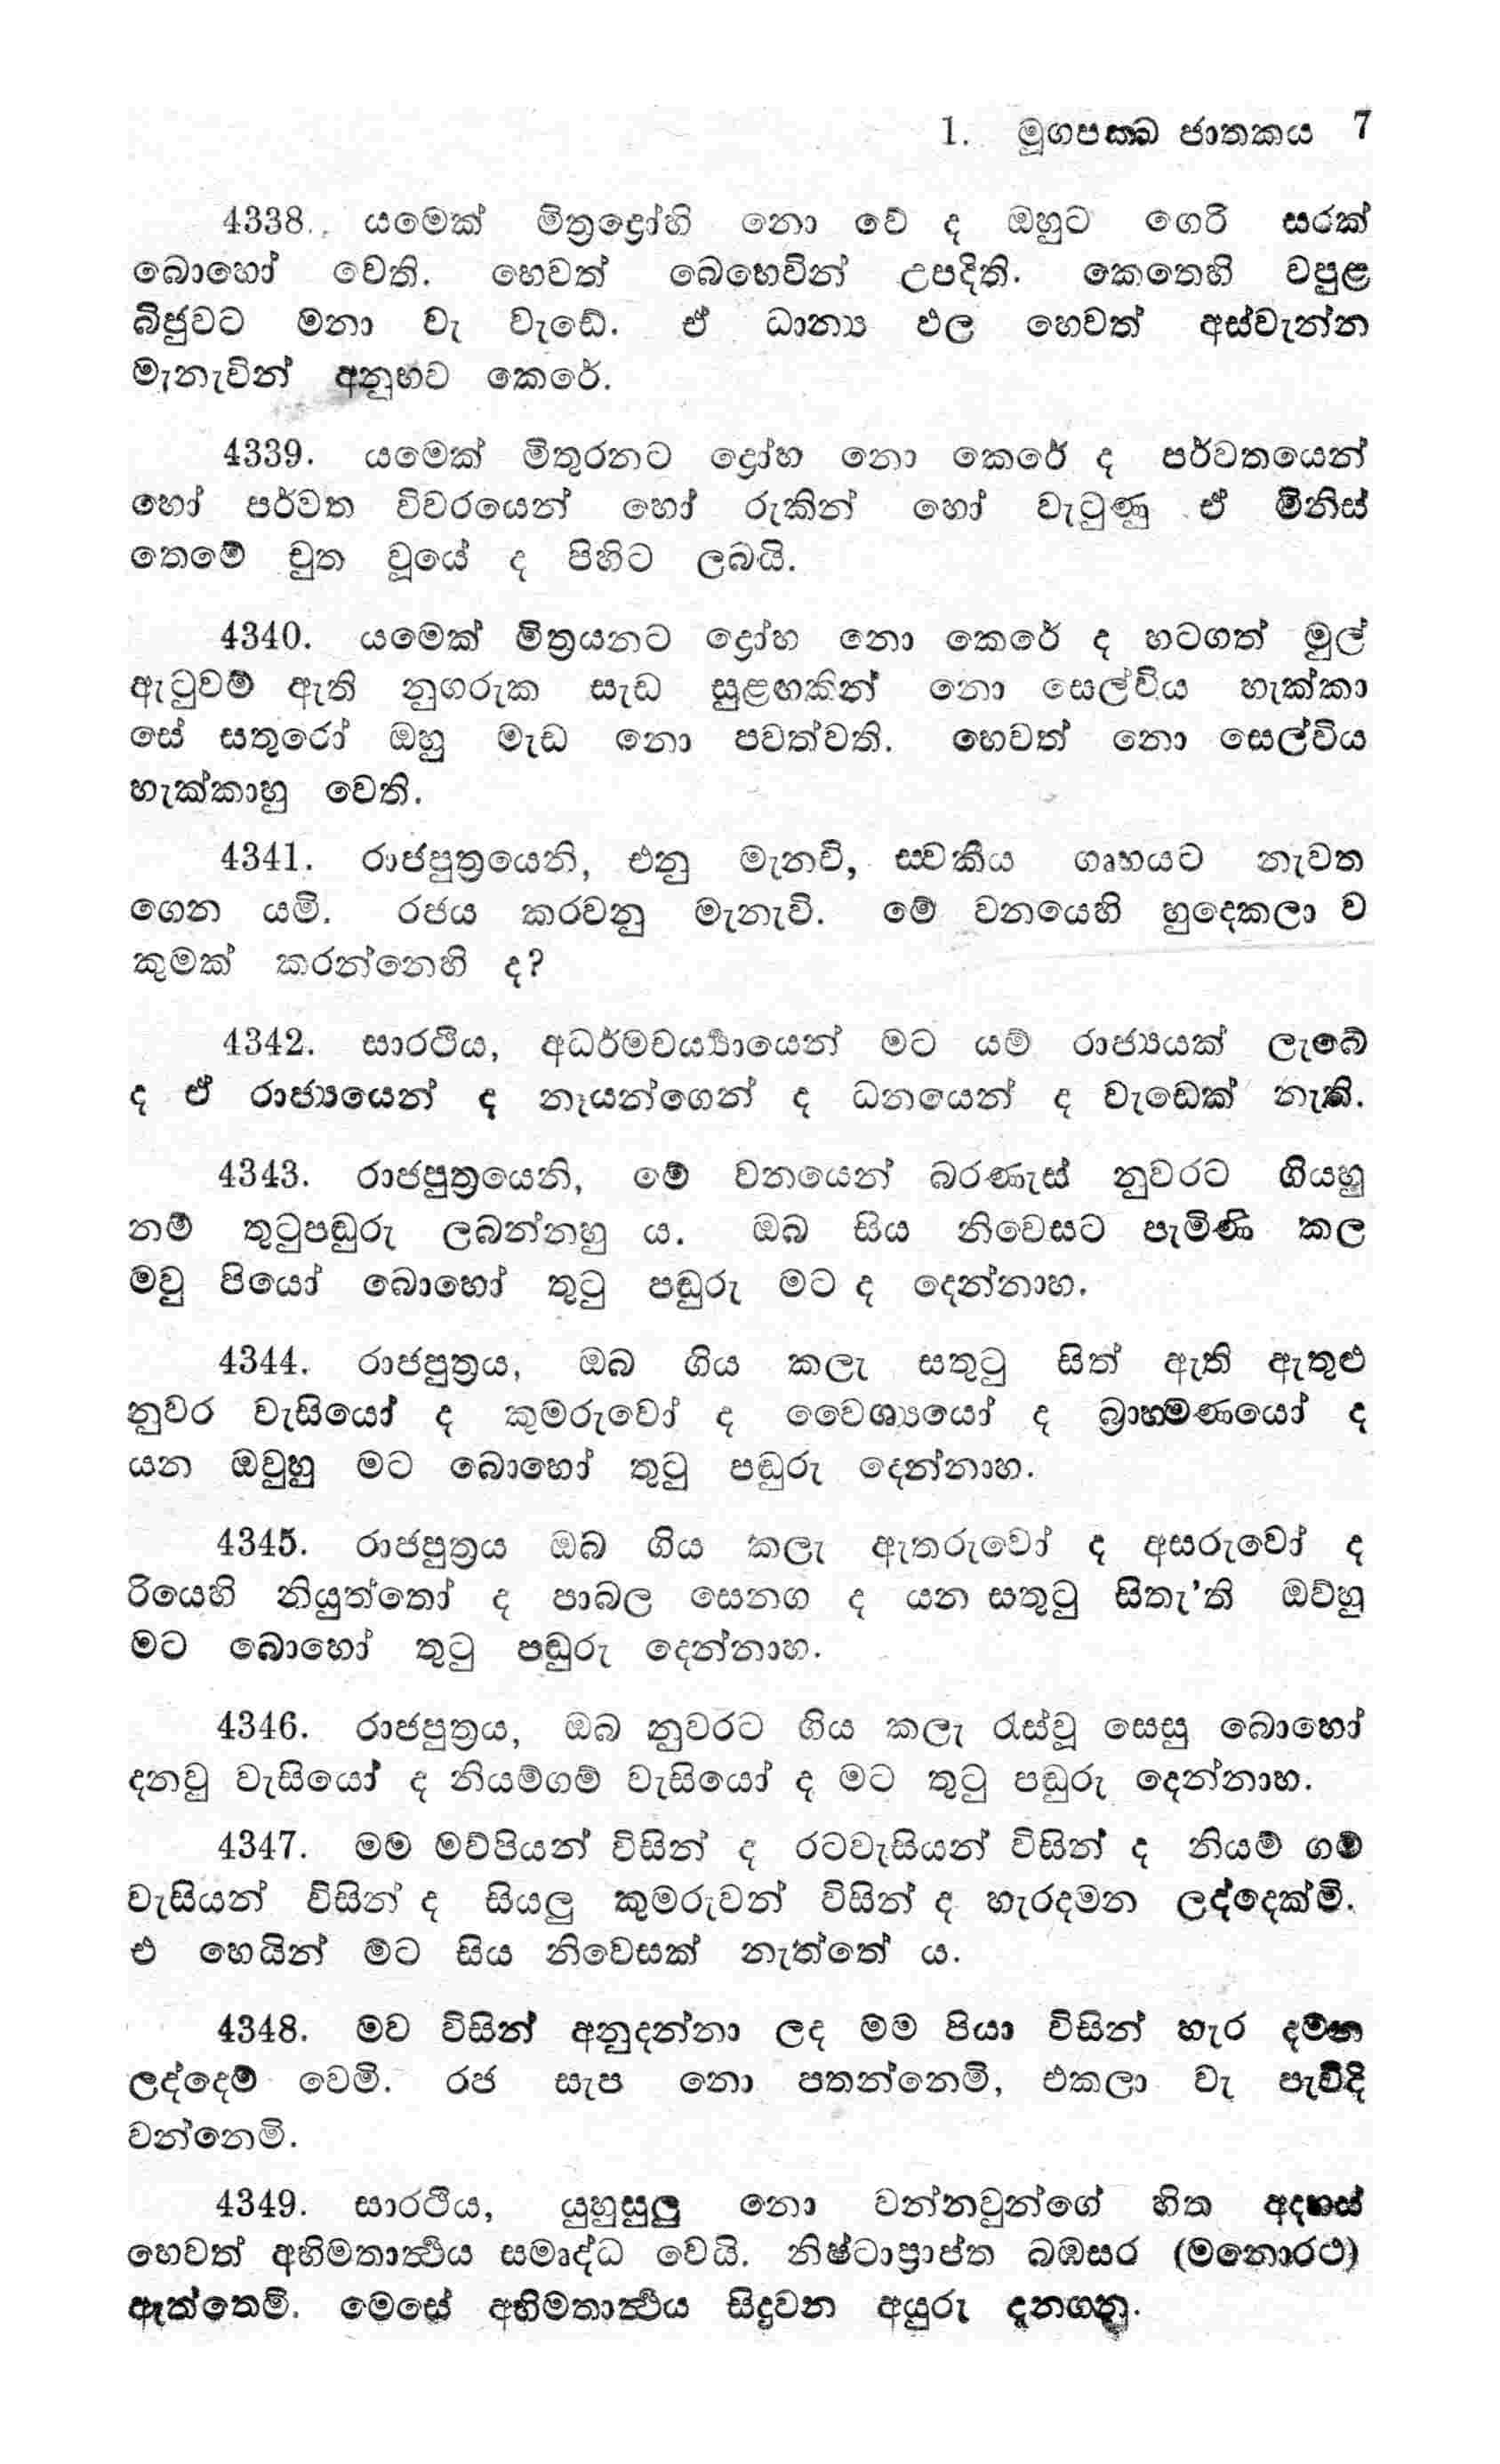 1. මූගපක්ඛ ජාතකය 7
4338. යමෙක් මිත්‍රද්‍රෝහි නො වේ ද ඔහුට ගෙරි සරක්
බොහෝ වෙති. හෙවත් බෙහෙවින් උපදිති. කෙතෙහි වපුළ
බිජුවට මනා වැ වැඩේ. ඒ ධාන්‍ය ඵල හෙවත් අස්වැන්න
මැනැවින් අනුභව කෙරේ.
4339. යමෙක් මිතුරනට ද්‍රෝහ නො කෙරේ ද පර්වතයෙන්
හෝ පර්වත විවරයෙන් හෝ රුකින් හෝ වැටුණු ඒ මිනිස්
තෙමේ චුත වූයේ ද පිහිට ලබයි.
4340. යමෙක් මිත්‍රයනට ද්‍රෝහ නො කෙරේ ද හටගත් මුල්
ඇටුවම් ඇති නුගරුක සැඩ සුළඟකින් නො සෙල්විය හැක්කා
සේ සතුරෝ ඔහු මැඩ නො පවත්වති. හෙවත් නො සෙල්විය
හැක්කාහු වෙති.
4341. රාජපුත්‍රයෙනි, එනු මැනවි, ස්වකීය ගෘහයට නැවත
ගෙන යමි. රජය කරවනු මැනැවි. මේ වනයෙහි හුදෙකලා ව
කුමක් කරන්නෙහි ද?
4342. සාරථිය, අධර්මචර්‍ය්‍යායෙන් මට යම් රාජ්‍යයක් ලැබේ
ද ඒ රාජ්‍යයෙන් ද නෑයන්ගෙන් ද ධනයෙන් ද වැඩෙක් නැති.
4343. රාජපුත්‍රයෙනි, මේ වනයෙන් බරණැස් නුවරට ගියහු
නම් තුටුපඬුරු ලබන්නහු ය. ඔබ සිය නිවෙසට පැමිණි කල
මවු පියෝ බොහෝ තුටු පඬුරු මට ද දෙන්නාහ.
4344. රාජපුත්‍රය, ඔබ ගිය කලැ සතුටු සිත් ඇති ඇතුළු
නුවර වැසියෝ ද කුමරුවෝ ද වෛශ්‍යයෝ ද බ්‍රාහ්මණයෝ ද
යන ඔවුහු මට බොහෝ තුටු පඬුරු දෙන්නාහ.
4345. රාජපුත්‍රය ඔබ ගිය කලැ ඇතරුවෝ ද අසරුවෝ ද
රියෙහි නියුත්තෝ ද පාබල සෙනග ද යන සතුටු සිතැ'ති ඔව්හු
මට බොහෝ තුටු පඬුරු දෙන්නාහ.
4346. රාජපුත්‍රය, ඔබ නුවරට ගිය කලැ රැස්වූ සෙසු බොහෝ
දනවු වැසියෝ ද නියම්ගම් වැසියෝ ද මට තුටු පඬුරු දෙන්නාහ.
4347. මම මව්පියන් විසින් ද රටවැසියන් විසින් ද නියම් ගම්
වැසියන් විසින් ද සියලු කුමරුවන් විසින් ද හැරදමන ලද්දෙක්මි.
එ හෙයින් මට සිය නිවෙසක් නැත්තේ ය.
4348. මව විසින් අනුදන්නා ලද මම පියා විසින් හැර දමන
ලද්දෙම් වෙමි. රජ සැප නො පතන්නෙමි, එකලා වැ පැවිදි
වන්නෙමි.
4349. සාරථිය, යුහුසුලු නො වන්නවුන්ගේ හිත අදහස්
හෙවත් අභිමතාර්ත්‍ථය සමෘද්ධ වෙයි. නිෂ්ටාප්‍රාප්ත බඹසර (මනොරථ)
ඇත්තෙමි. මෙසේ අභිමතාර්ත්‍ථය සිදුවන අයුරු දැනගනු.